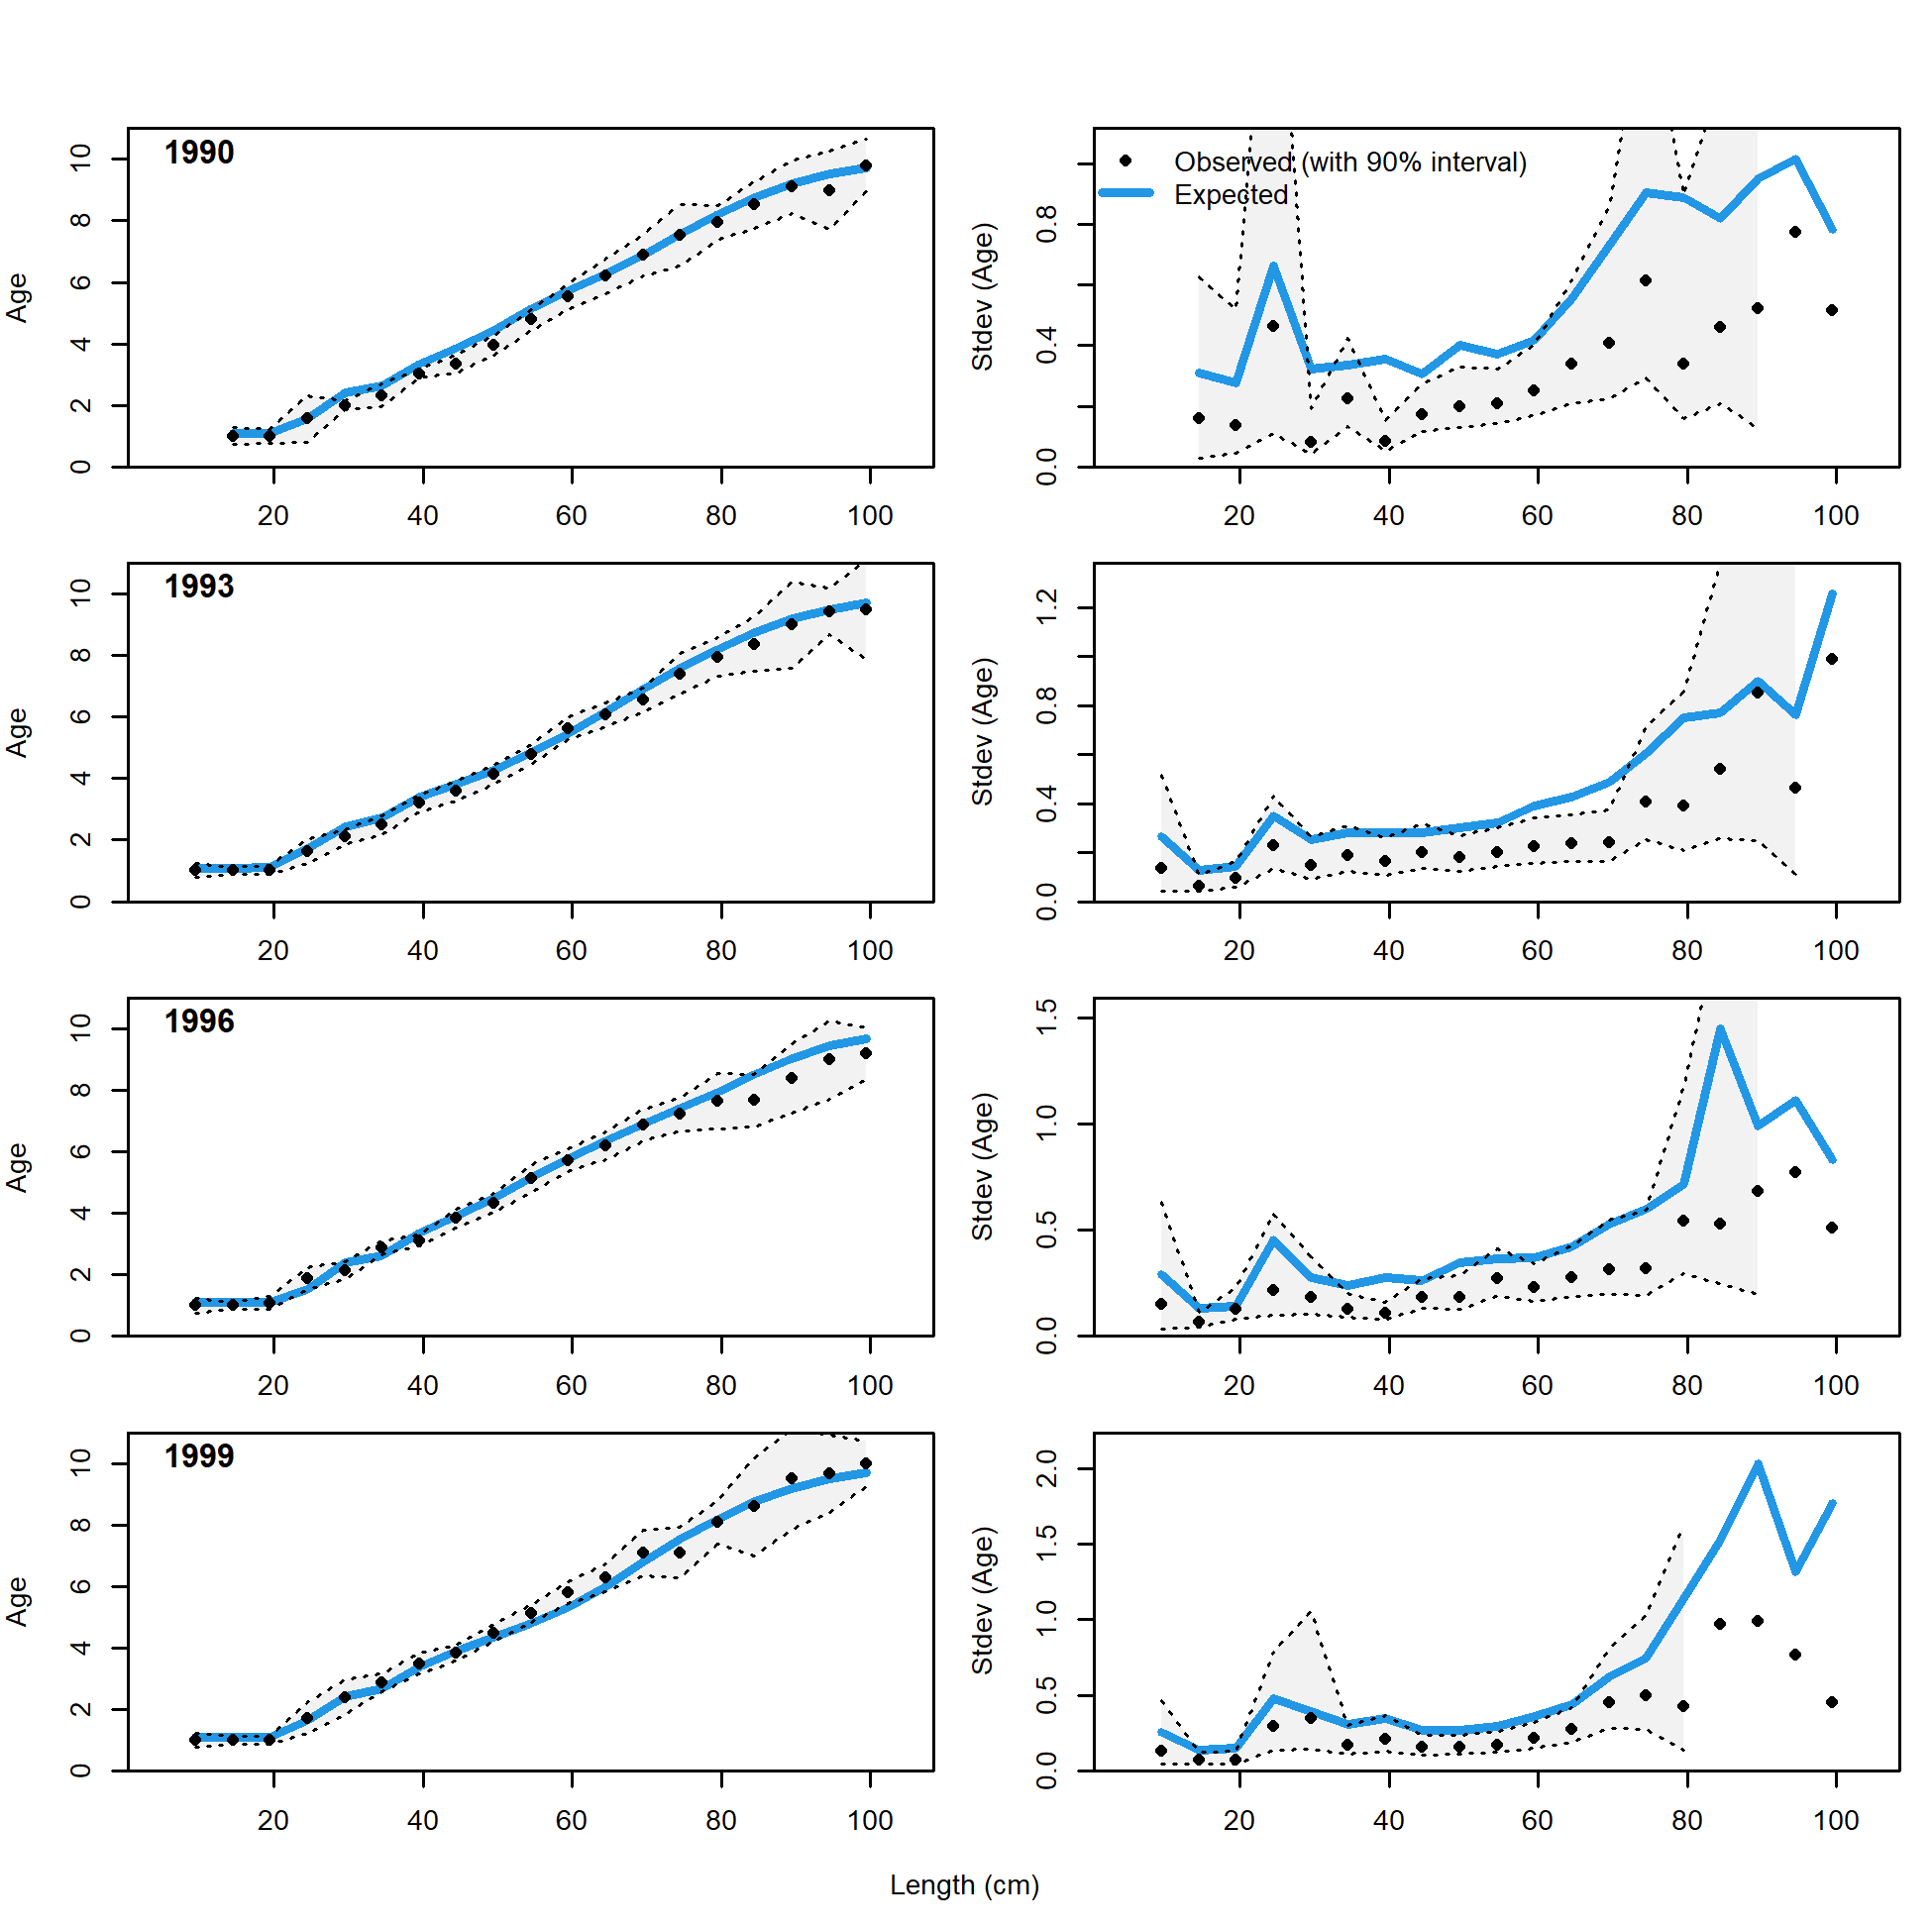 1990
Age
0 2 4 6 8 10
20 40 60 80 100
Observed (with 90% interval)
Expected
Stdev (Age)
0.0 0.4 0.8
20 40 60 80 100
1993
Age
0 2 4 6 8 10
20 40 60 80 100
Stdev (Age)
0.0 0.4 0.8 1.2
20 40 60 80 100
1996
Age
0 2 4 6 8 10
20 40 60 80 100
Stdev (Age)
0.0 0.5 1.0 1.5
20 40 60 80 100
1999
Age
0 2 4 6 8 10
20 40 60 80 100
Stdev (Age)
0.0 0.5 1.0 1.5 2.0
20 40 60 80 100
Length (cm)